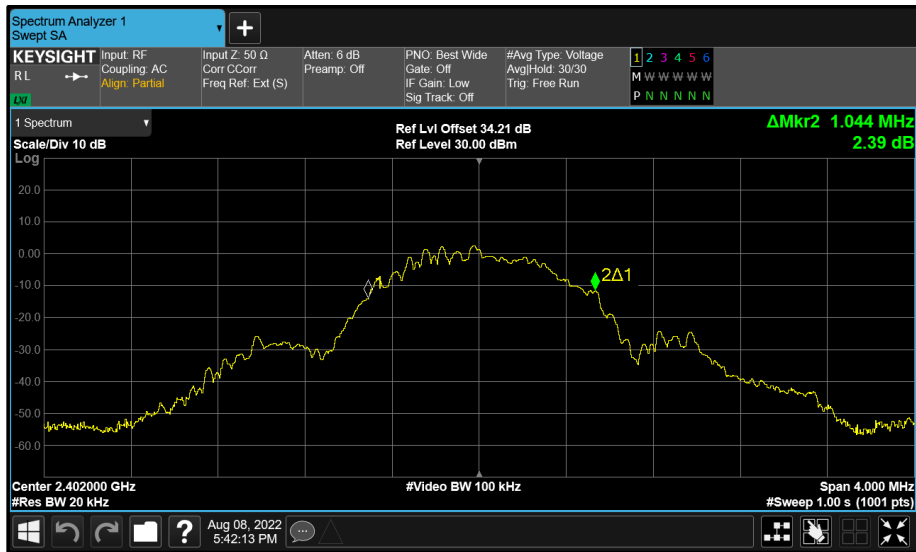 Spectrum Analyzer 1
Swept SA
+
KEYSIGHT
RL
LXI
Input: RF
Coupling: AC
Align: Partial
Input Z: 50 Ω
Corr CCorr
Freq Ref: Ext (S)
Atten: 6 dB
Preamp: Off
PNO: Best Wide
Gate: Off
IF Gain: Low
Sig Track: Off
#Avg Type: Voltage
Avg|Hold: 30/30
Trig: Free Run
1 2 3 4 5 6
M W W W W W
P N N N N N
1 Spectrum
Scale/Div 10 dB
Ref Lvl Offset 34.21 dB
Ref Level 30.00 dBm
ΔMkr2 1.044 MHz
2.39 dB
Log
20.0
10.0
0.00
-10.0
-20.0
-30.0
-40.0
-50.0
-60.0
2Δ1
Center 2.402000 GHz
#Res BW 20 kHz
#Video BW 100 kHz
Span 4.000 MHz
#Sweep 1.00 s (1001 pts)
?
Aug 08, 2022
5:42:13 PM